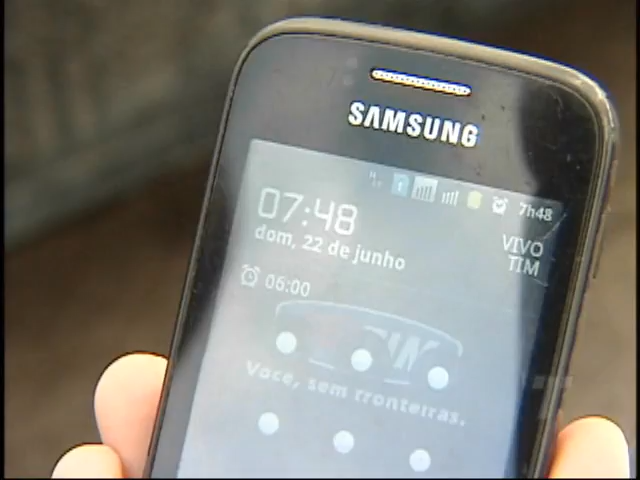 SAMSUNG
7h48
07:48
VIVO
dom, 22 de junho
TIM
06:00
Voce, sem fronteiras.